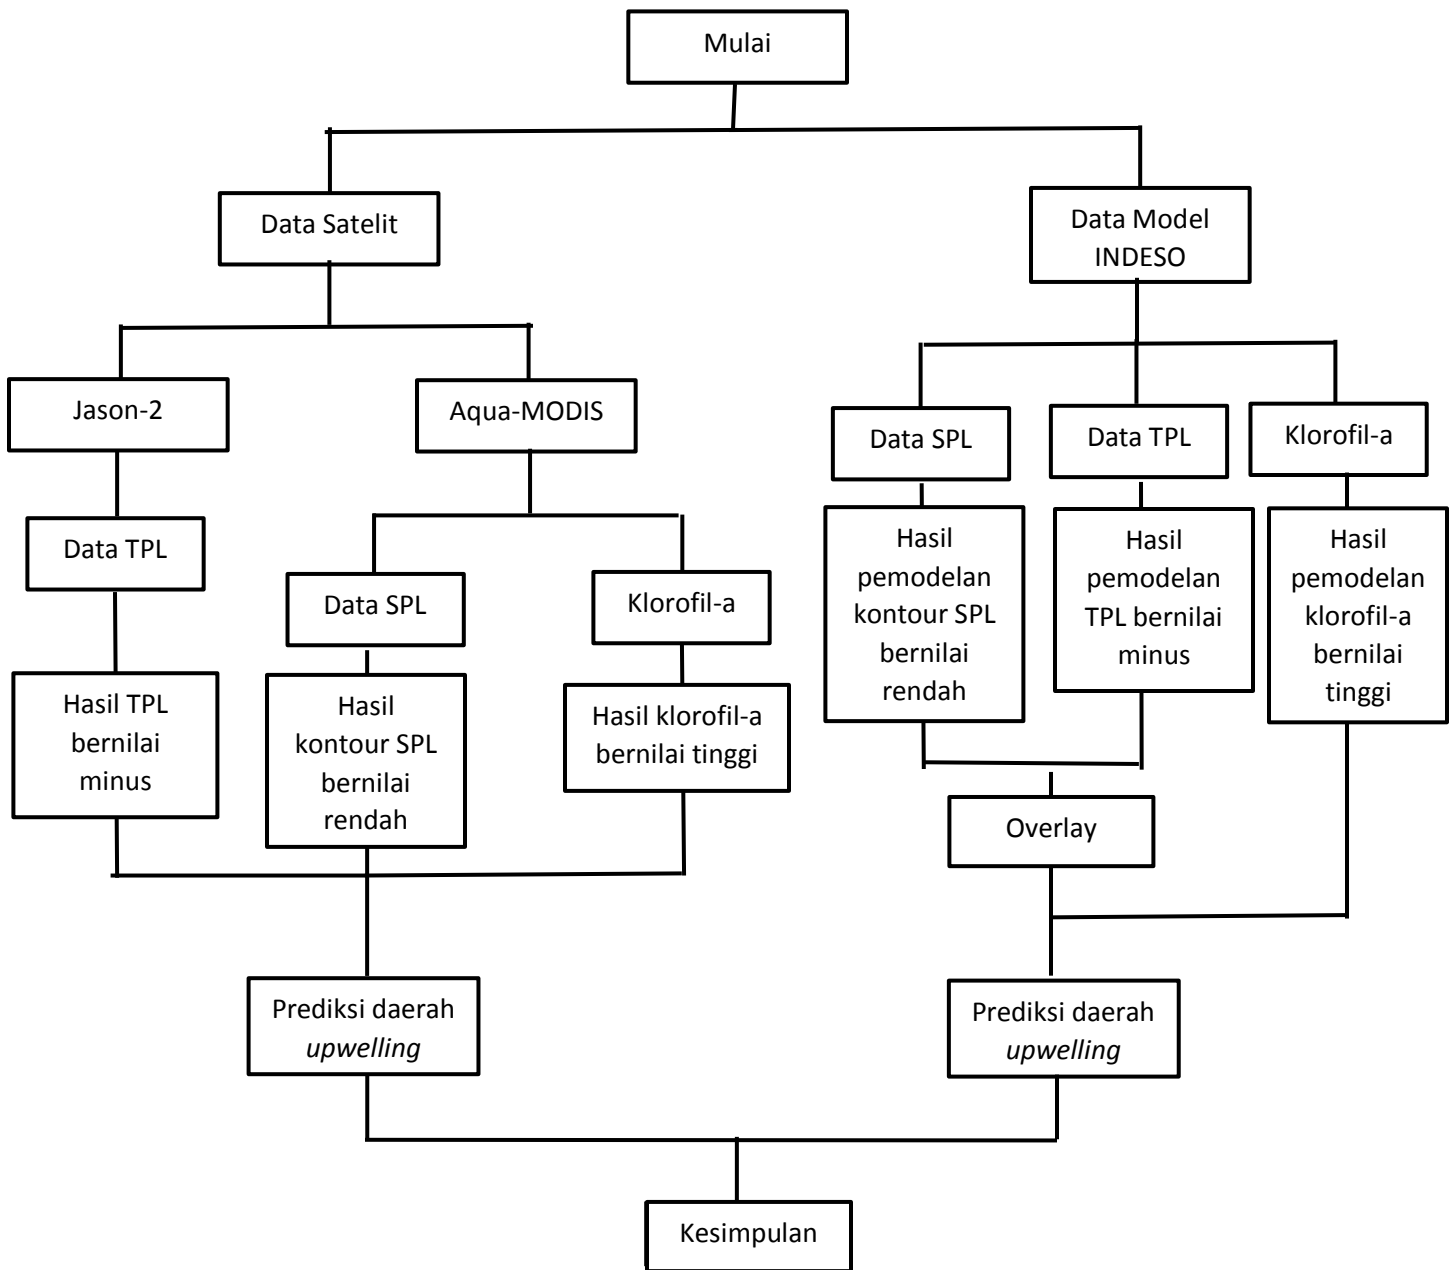 Mulai
Data Satelit
Data Model
INDESO
Jason-2
Aqua-MODIS
Data SPL
Data TPL
Klorofil-a
Data TPL
Data SPL
Klorofil-a
Hasil
pemodelan
kontour SPL
bernilai
rendah
Hasil
pemodelan
TPL bernilai
minus
Hasil
pemodelan
klorofil-a
bernilai
tinggi
Hasil TPL
bernilai
minus
Hasil
kontour SPL
bernilai
rendah
Hasil klorofil-a
bernilai tinggi
Overlay
Prediksi daerah
upwelling
Prediksi daerah
upwelling
Kesimpulan